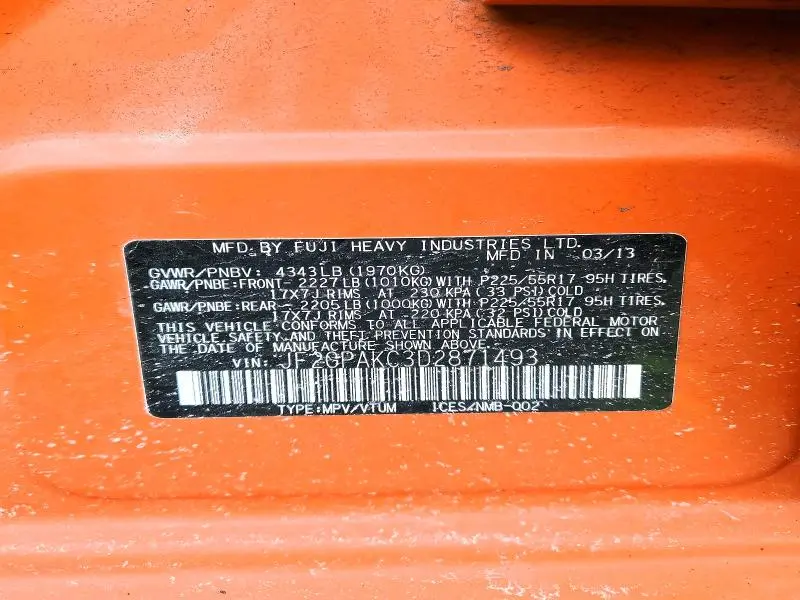 MFD.BY FUJI HEAVY INDUSTRIES LTD.
MFD IN 03/13
GVWR/PNBV: 4343LB(1970KG)
GAWR/PNBE:FRONT- 2227LB(1010KG)WITH P225/55R17 95H TIRES.
17X7J RIMS AT -230 KPA(33 PSI)COLD
GAWR/PNBE:REAR- 2205LB(1000KG)WITH P225/55R17 95H TIRES.
17X7J RIMS AT -220 KPA(32 PSI)COLD
THIS VEHICLE CONFORMS TO ALL APPLICABLE FEDERAL MOTOR
VEHICLE SAFETY AND THEFT PREVENTION STANDARDS IN EFFECT ON
THE DATE OF MANUFACTURE SHOWN ABOVE.
VIN: JF2GPAKC3D2871493
TYPE:MPV/VTUM ICES/NMB-002